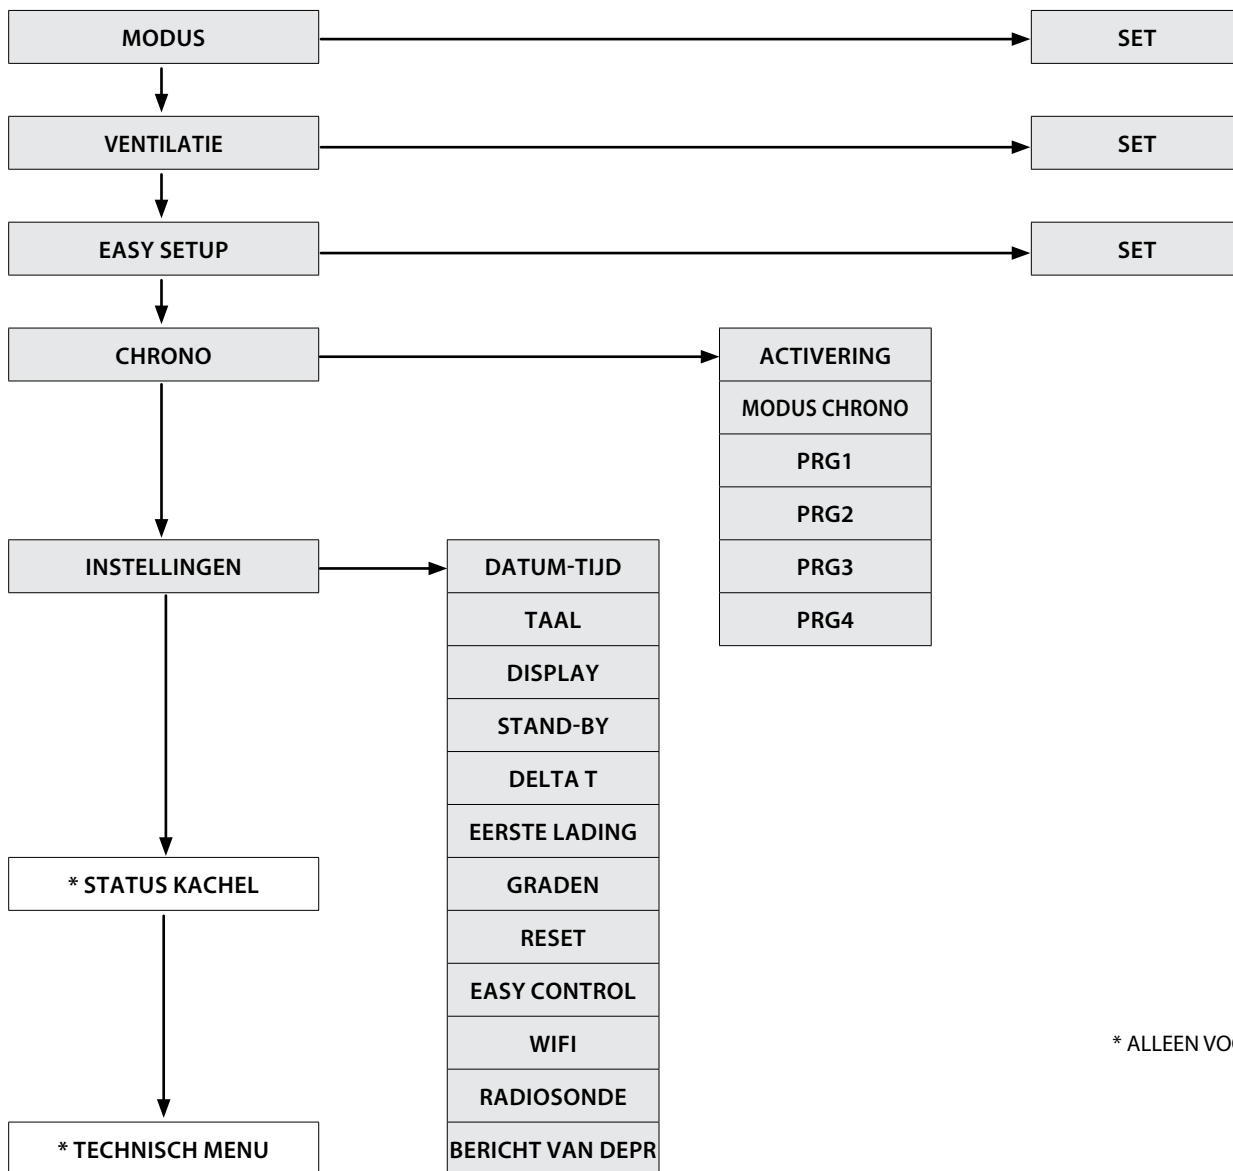 MODUS
SET
VENTILATIE
SET
EASY SETUP
SET
CHRONO
ACTIVERING
MODUS CHRONO
PRG1
PRG2
PRG3
PRG4
INSTELLINGEN
DATUM-TIJD
TAAL
DISPLAY
STAND-BY
DELTA T
EERSTE LADING
GRADEN
RESET
EASY CONTROL
WIFI
RADIOSONDE
BERICHT VAN DEPR
* STATUS KACHEL
* TECHNISCH MENU
* ALLEEN